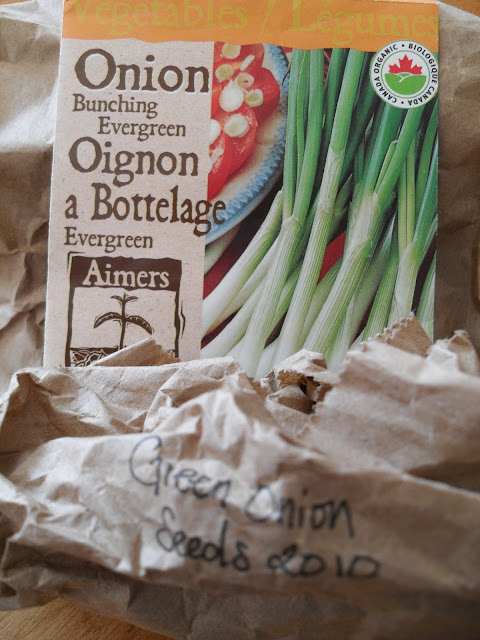 Vegetables / Légumes
Onion
Bunching
Evergreen
Oignon
a Bottelage
Evergreen
Aimers
CANADA ORGANIC • BIOLOGIQUE CANADA •
Green Onion
Seeds 2010